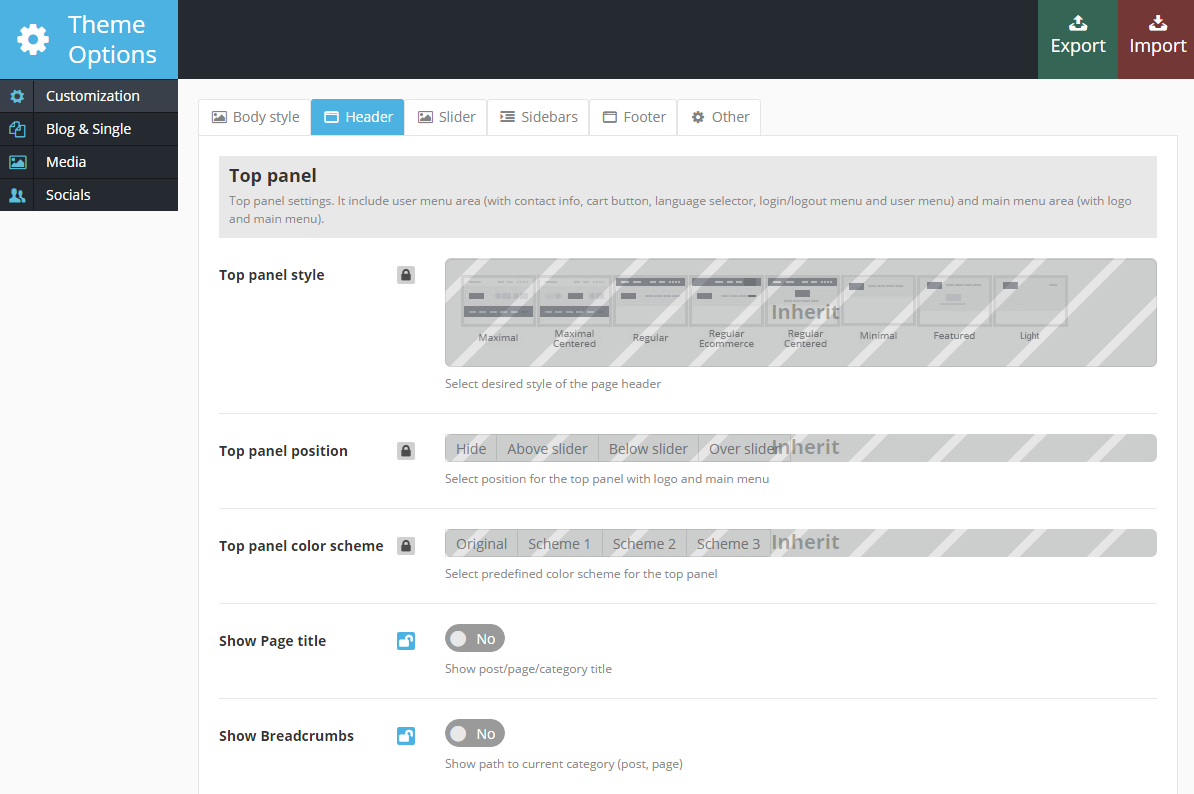 Theme
Options
Export
Import
Customization
Blog & Single
Media
Socials
Body style
Header
Slider
Sidebars
Footer
Other
Top panel
Top panel settings. It include user menu area (with contact info, cart button, language selector, login/logout menu and user menu) and main menu area (with logo
and main menu).
Top panel style
Inherit
Maximal
Maximal
Centered
Regular
Regular
Ecommerce
Regular
Centered
Minimal
Featured
Light
Select desired style of the page header
Top panel position
Hide
Above slider
Below slider
Over slider
Inherit
Select position for the top panel with logo and main menu
Top panel color scheme
Original
Scheme 1
Scheme 2
Scheme 3
Inherit
Select predefined color scheme for the top panel
Show Page title
No
Show post/page/category title
Show Breadcrumbs
No
Show path to current category (post, page)